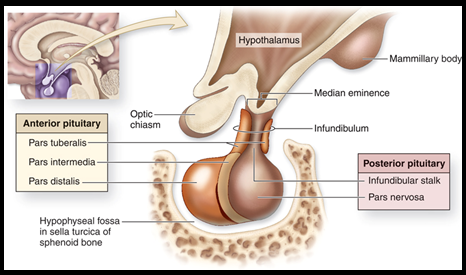 Hypothalamus
Mammillary body
Median eminence
Optic
chiasm
Infundibulum
Anterior pituitary
Pars tuberalis
Pars intermedia
Pars distalis
Posterior pituitary
Infundibular stalk
Pars nervosa
Hypophyseal fossa
in sella turcica of
sphenoid bone